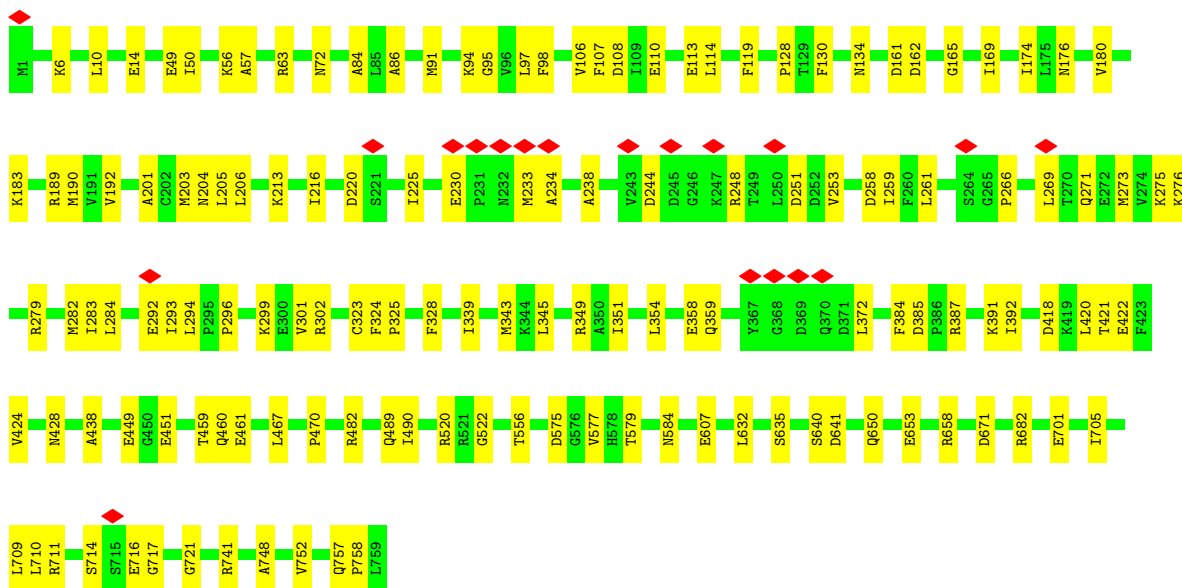 M1 K6 L10 E14 E49 I50 K56 A57 R63 N72 A84 L85 A86 M91 K94 G95 V96 L97 F98 V106 F107 D108 I109 E110 E113 L114 F119 P128 T129 F130 N134 D161 D162 G165 I169 I174 L175 N176 V180
K183 R189 M190 V191 V192 A201 C202 M203 N204 L205 L206 K213 I216 D220 S221 I225 E230 P231 N232 M233 A234 A238 V243 D244 D245 G246 K247 R248 T249 L250 D251 D252 V253 D258 I259 F260 L261 S264 G265 P266 L269 T270 Q271 E272 M273 V274 K275 K276
R279 M282 I283 L284 E292 I293 L294 P295 P296 K299 E300 V301 R302 C323 F324 P325 F328 I339 M343 K344 L345 R349 A350 I351 L354 E358 Q359 Y367 G368 D369 Q370 D371 L372 F384 D385 P386 R387 K391 I392 D418 K419 L420 T421 E422 F423
V424 N428 A438 E449 G450 E451 T459 Q460 E461 L467 P470 R482 Q489 I490 R520 R521 G522 T556 D575 G576 V577 H578 T579 N584 E607 L632 S635 S640 D641 Q650 E653 R658 D671 R682 E701 I705
L709 L710 R711 S714 S715 E716 G717 G721 R741 A748 V752 Q757 P758 L759